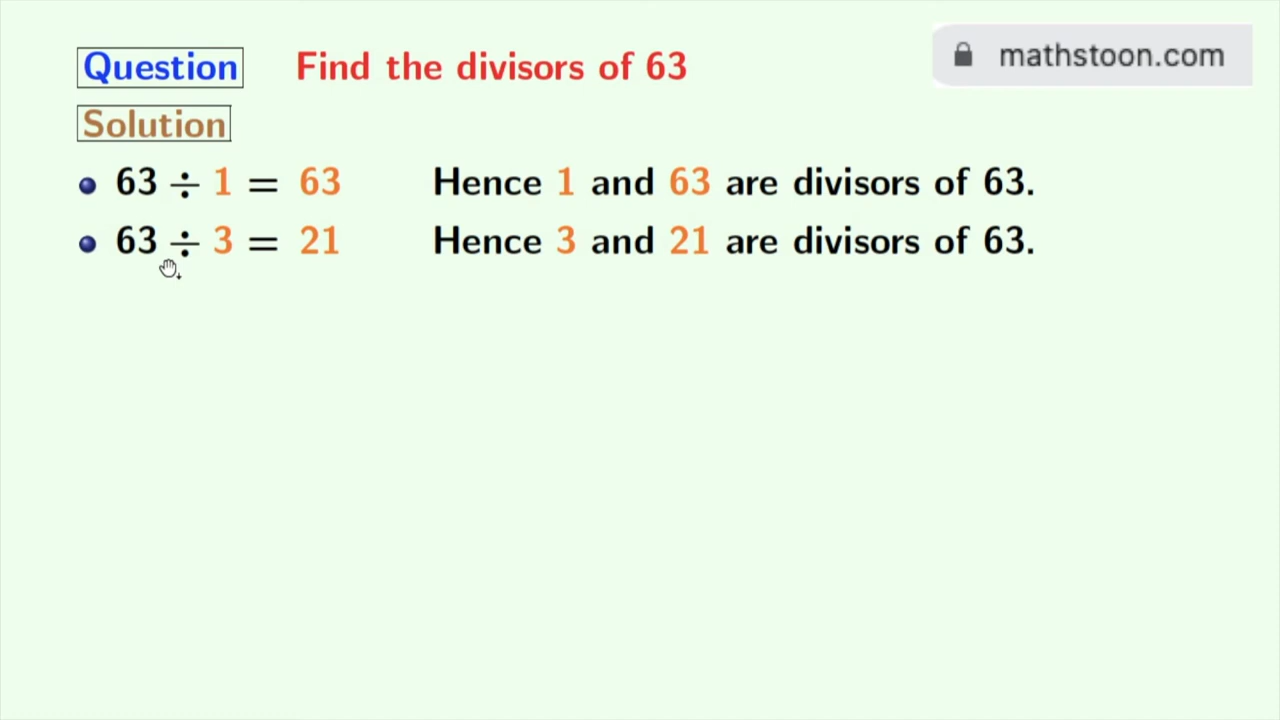 Question Find the divisors of 63
mathstoon.com
Solution
63 ÷ 1 = 63 Hence 1 and 63 are divisors of 63.
63 ÷ 3 = 21 Hence 3 and 21 are divisors of 63.